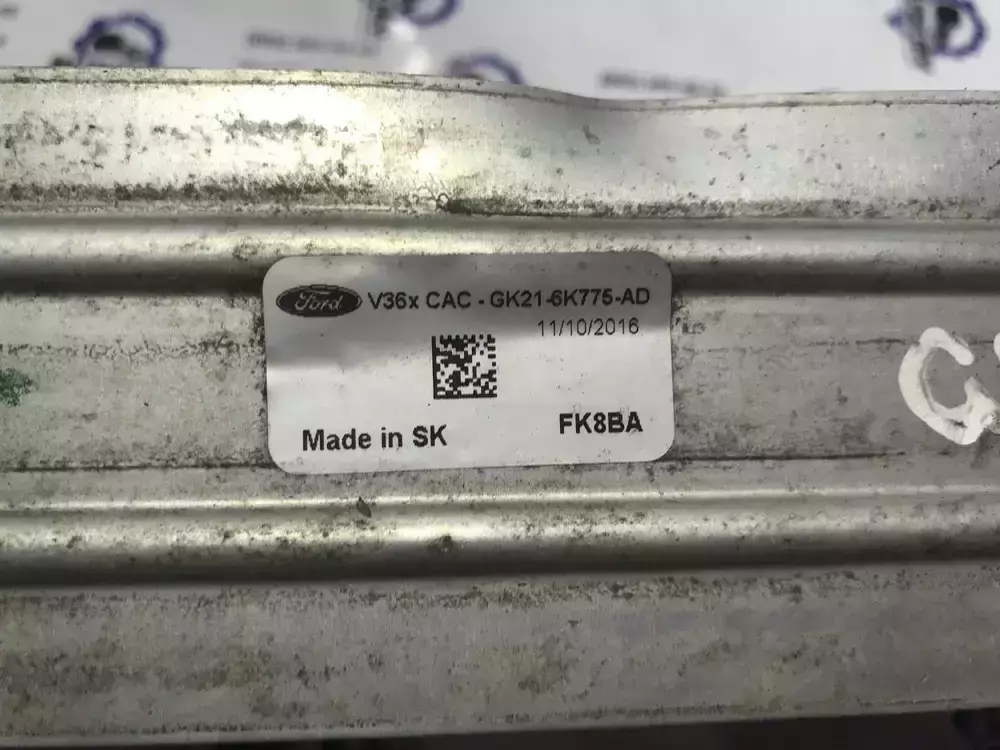 Ford V36x CAC - GK21-6K775-AD
11/10/2016
Made in SK
FK8BA
G